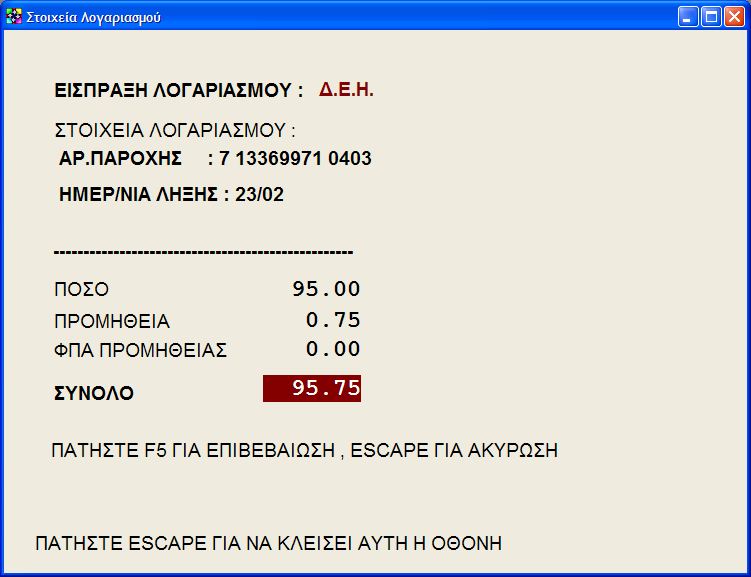 Στοιχεία Λογαριασμού
ΕΙΣΠΡΑΞΗ ΛΟΓΑΡΙΑΣΜΟΥ : Δ.Ε.Η.
ΣΤΟΙΧΕΙΑ ΛΟΓΑΡΙΑΣΜΟΥ :
ΑΡ.ΠΑΡΟΧΗΣ : 7 13369971 0403
ΗΜΕΡ/ΝΙΑ ΛΗΞΗΣ : 23/02
--------------------------------------------------
ΠΟΣΟ 95.00
ΠΡΟΜΗΘΕΙΑ 0.75
ΦΠΑ ΠΡΟΜΗΘΕΙΑΣ 0.00
ΣΥΝΟΛΟ 95.75
ΠΑΤΗΣΤΕ F5 ΓΙΑ ΕΠΙΒΕΒΑΙΩΣΗ , ESCAPE ΓΙΑ ΑΚΥΡΩΣΗ
ΠΑΤΗΣΤΕ ESCAPE ΓΙΑ ΝΑ ΚΛΕΙΣΕΙ ΑΥΤΗ Η ΟΘΟΝΗ